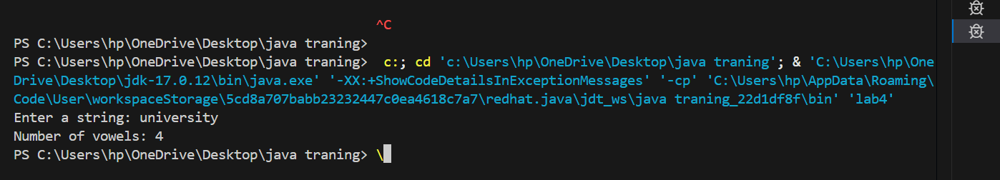 ^C
PS C:\Users\hp\OneDrive\Desktop\java traning>
PS C:\Users\hp\OneDrive\Desktop\java traning>  c:; cd 'c:\Users\hp\OneDrive\Desktop\java traning'; & 'C:\Users\hp\One
Drive\Desktop\jdk-17.0.12\bin\java.exe' '-XX:+ShowCodeDetailsInExceptionMessages' '-cp' 'C:\Users\hp\AppData\Roaming\
Code\User\workspaceStorage\5cd8a707babb23232447c0ea4618c7a7\redhat.java\jdt_ws\java traning_22d1df8f\bin' 'lab4'
Enter a string: university
Number of vowels: 4
PS C:\Users\hp\OneDrive\Desktop\java traning> \